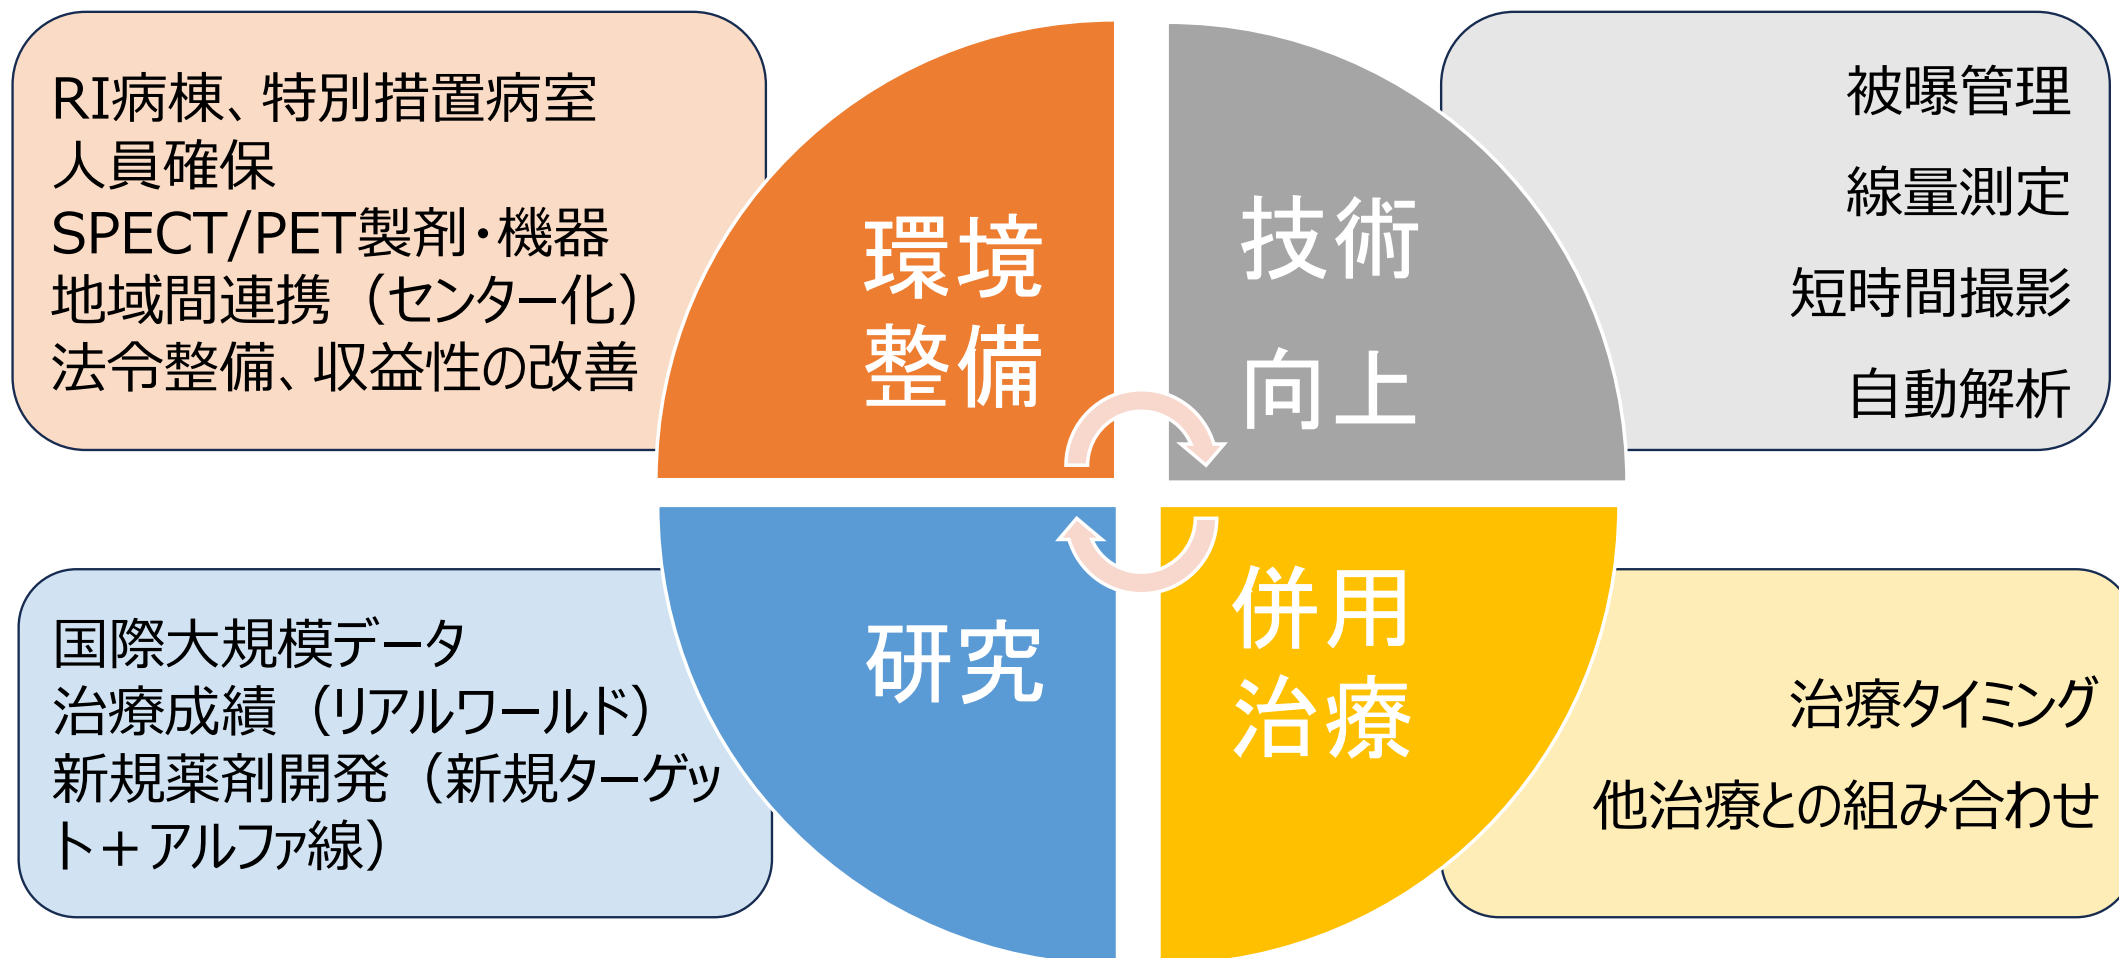 RI病棟、特別措置病室
人員確保
SPECT/PET製剤・機器
地域間連携（センター化）
法令整備、収益性の改善
環境
整備
技術
向上
被曝管理
線量測定
短時間撮影
自動解析
国際大規模データ
治療成績（リアルワールド）
新規薬剤開発（新規ターゲッ
ト＋アルファ線）
研究
併用
治療
治療タイミング
他治療との組み合わせ